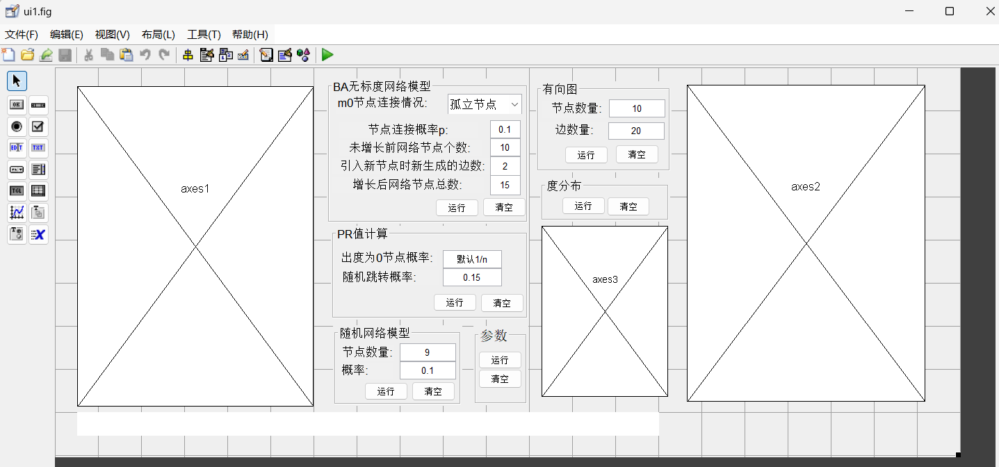 ui1.fig
文件(F) 编辑(E) 视图(V) 布局(L) 工具(T) 帮助(H)
OK
EDIT TXT
TGL
axes1
BA无标度网络模型
m0节点连接情况: 孤立节点
节点连接概率p: 0.1
未增长前网络节点个数: 10
引入新节点时新生成的边数: 2
增长后网络节点总数: 15
运行 清空
PR值计算
出度为0节点概率: 默认1/n
随机跳转概率: 0.15
运行 清空
随机网络模型
节点数量: 9
概率: 0.1
运行 清空
参数
运行
清空
有向图
节点数量: 10
边数量: 20
运行 清空
度分布
运行 清空
axes3
axes2